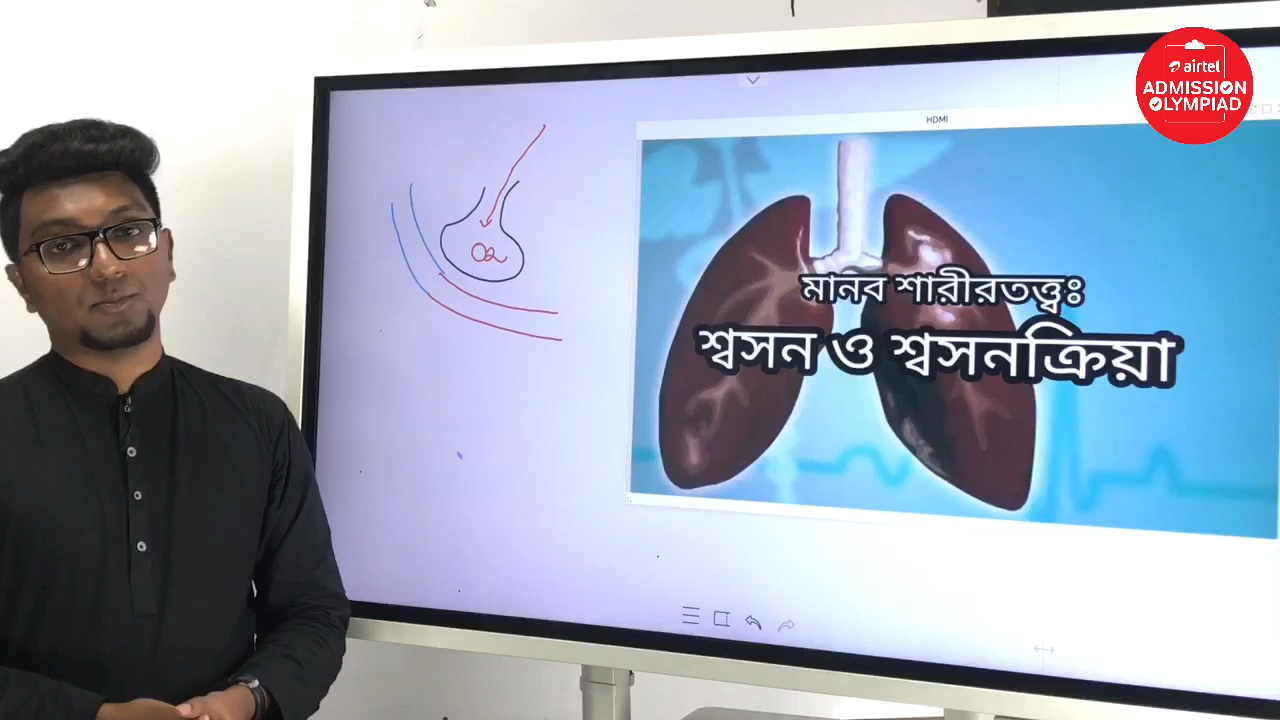 airtel
ADMISSION
OLYMPIAD
HDMI
O2
মানব শারীরতত্ত্বঃ
শ্বসন ও শ্বসনক্রিয়া